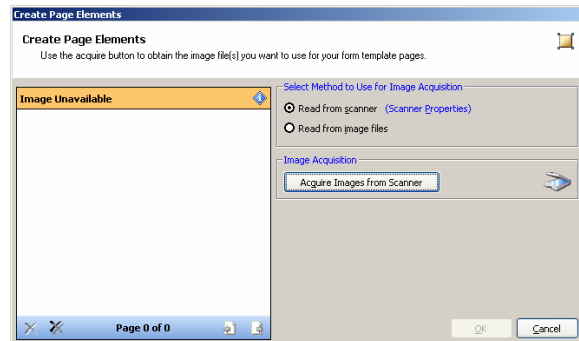 Create Page Elements
Create Page Elements
Use the acquire button to obtain the image file(s) you want to use for your form template pages.
Image Unavailable
Select Method to Use for Image Acquisition
Read from scanner (Scanner Properties)
Read from image files
Image Acquisition
Acquire Images from Scanner
Page 0 of 0
OK
Cancel